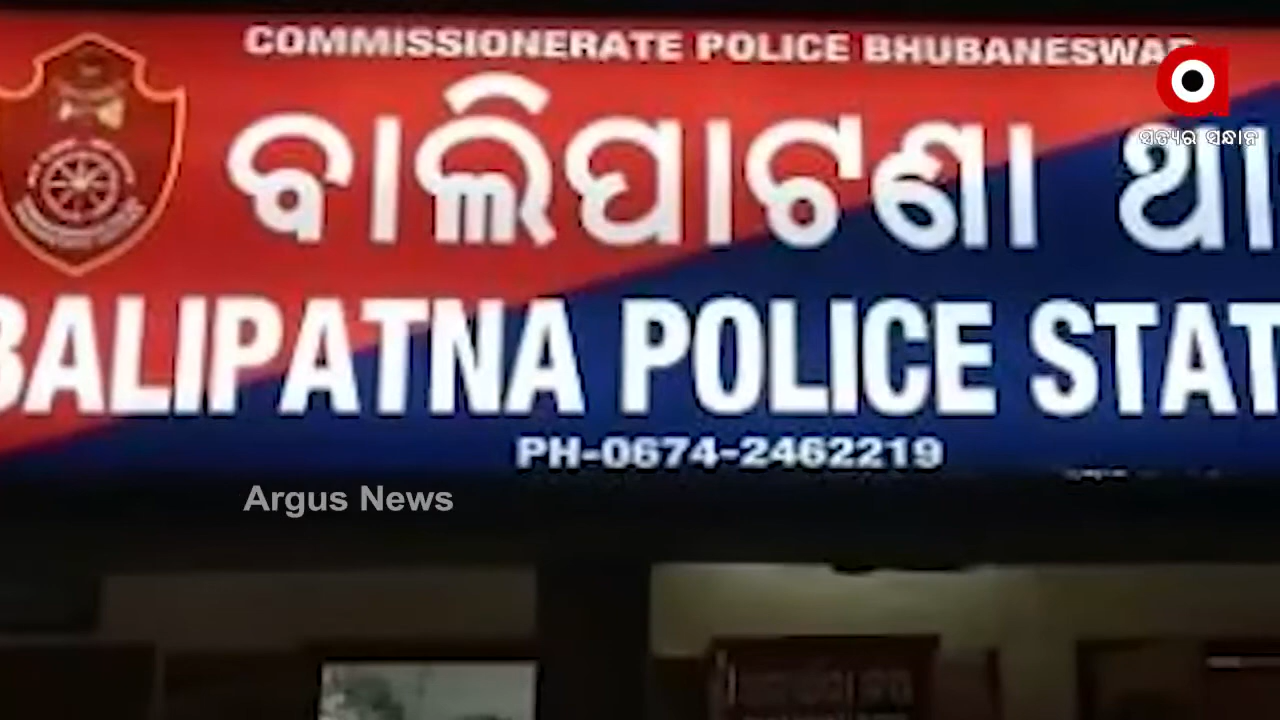 COMMISSIONERATE POLICE BHUBANESWAR
ସତ୍ୟର ସନ୍ଧାନ
ବାଲିପାଟଣା ଥା
BALIPATNA POLICE STAT
PH-0674-2462219
Argus News